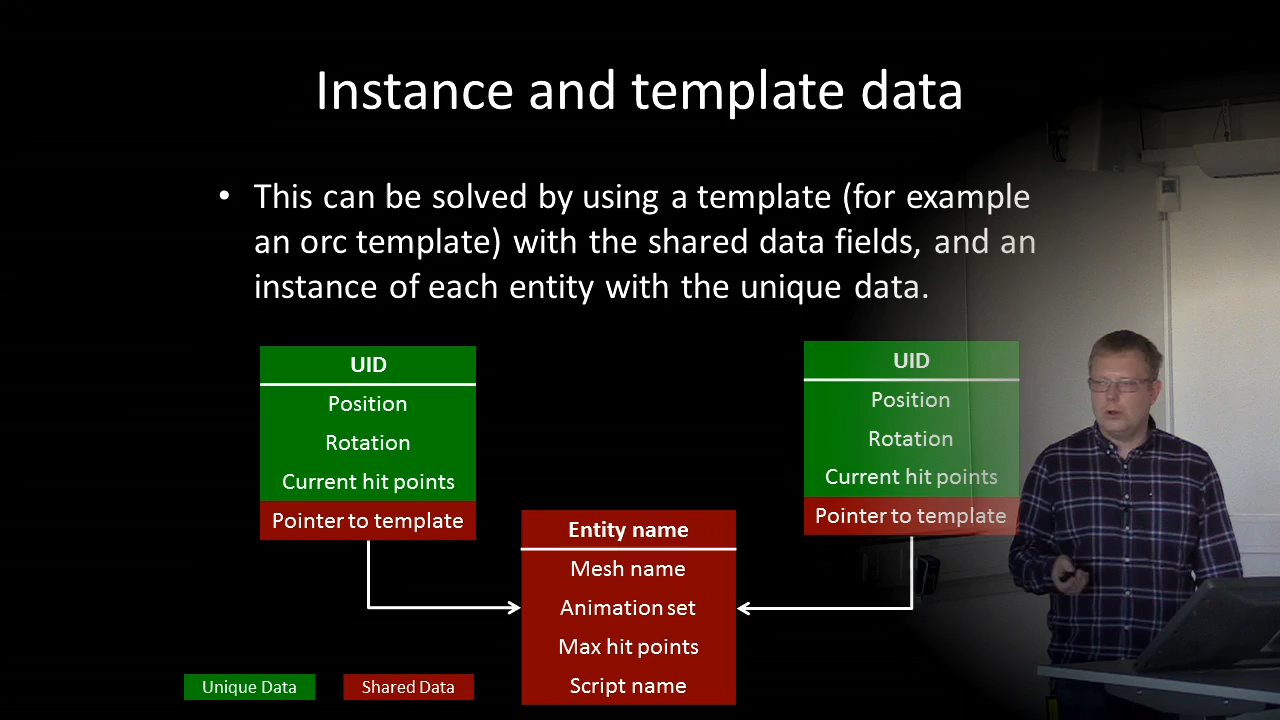 Instance and template data
• This can be solved by using a template (for example
an orc template) with the shared data fields, and an
instance of each entity with the unique data.
UID
Position
Rotation
Current hit points
Pointer to template
UID
Position
Rotation
Current hit points
Pointer to template
Entity name
Mesh name
Animation set
Max hit points
Script name
Unique Data
Shared Data